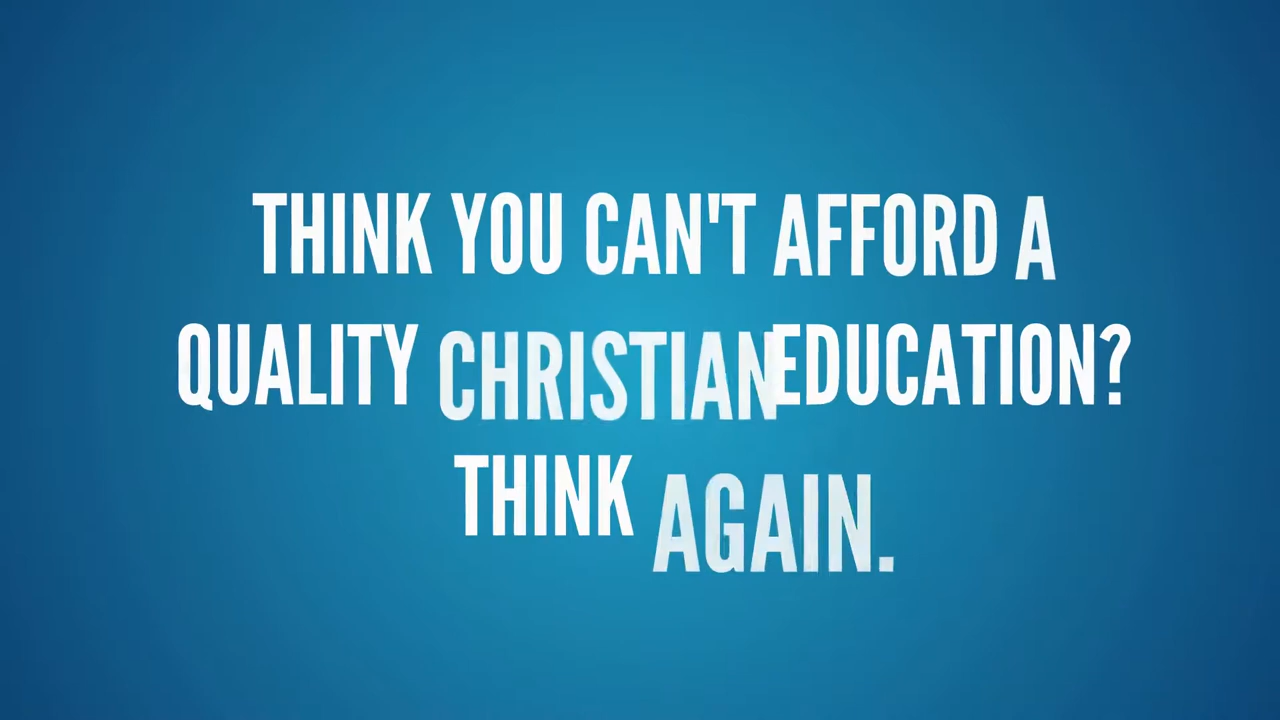 THINK YOU CAN'T AFFORD A
QUALITY CHRISTIAN EDUCATION?
THINK AGAIN.